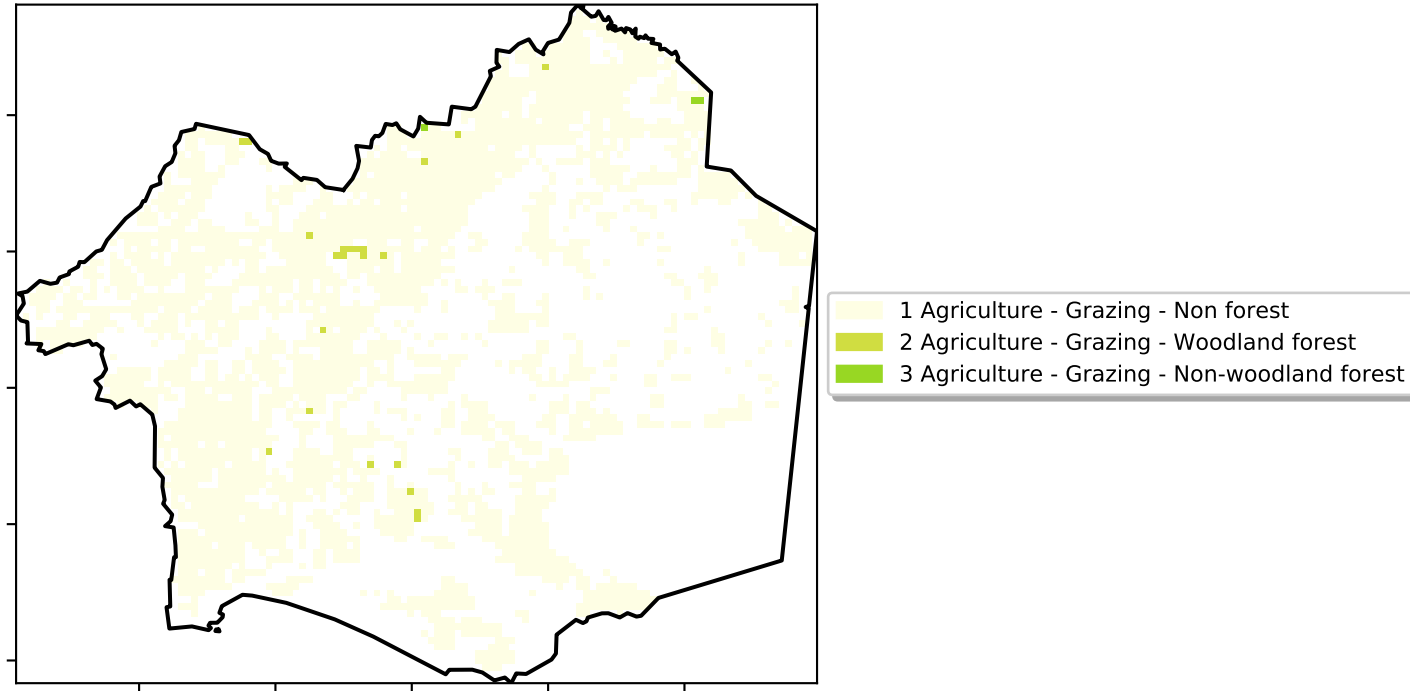 1 Agriculture - Grazing - Non forest
2 Agriculture - Grazing - Woodland forest
3 Agriculture - Grazing - Non-woodland forest